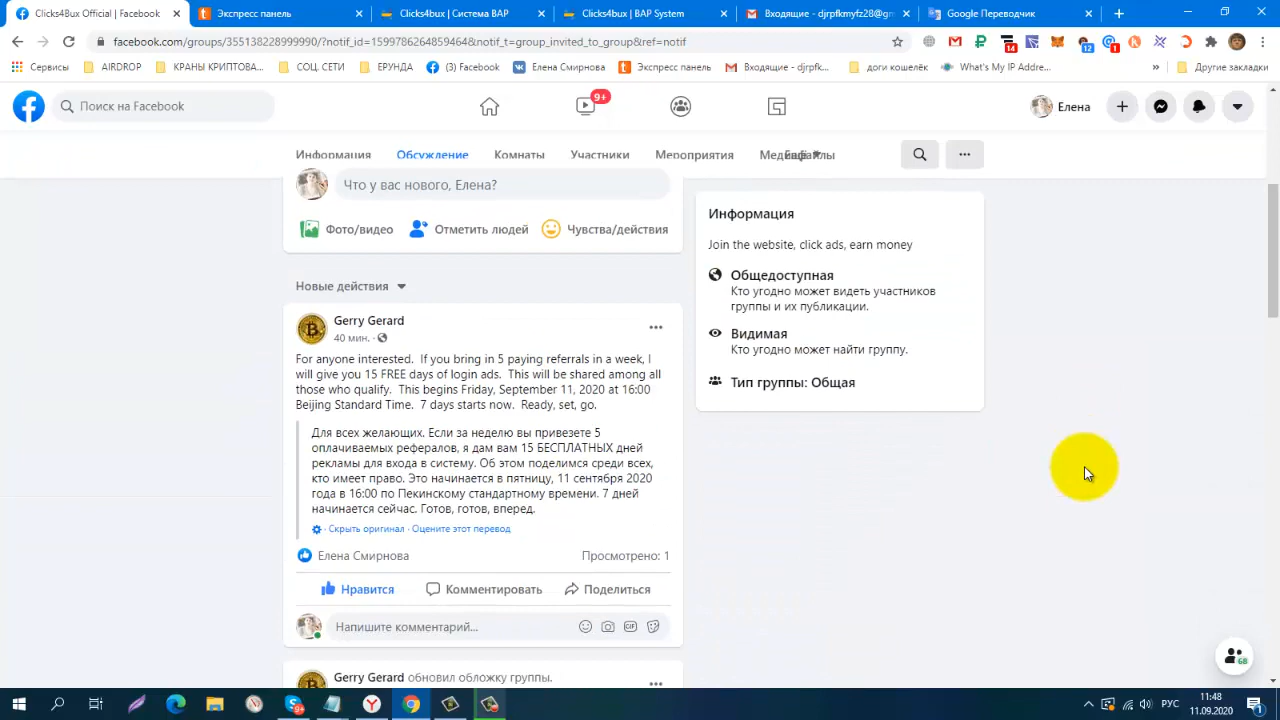 Clicks4Bux Official | Facebook
Экспресс панель
Clicks4bux | Система BAP
Clicks4bux | BAP System
Входящие - djrpfkmyfz28@gm
Google Переводчик
facebook.com/groups/355138228999990/?notif_id=1599786264859464&notif_t=group_invited_to_group&ref=notif
14
12
1
Сервисы
AIRDROP
КРАНЫ КРИПТОВА...
СОЦ. СЕТИ
ЕРУНДА
(3) Facebook
Елена Смирнова
Экспресс панель
Входящие - djrpfk...
доги кошелёк
What's My IP Addre...
»
Другие закладки
Поиск на Facebook
9+
Елена
Информация
Обсуждение
Комнаты
Участники
Мероприятия
Что у вас нового, Елена?
Фото/видео
Отметить людей
Чувства/действия
Новые действия
Gerry Gerard
40 мин. ·
For anyone interested. If you bring in 5 paying referrals in a week, I
will give you 15 FREE days of login ads. This will be shared among all
those who qualify. This begins Friday, September 11, 2020 at 16:00
Beijing Standard Time. 7 days starts now. Ready, set, go.
Для всех желающих. Если за неделю вы привезете 5
оплачиваемых рефералов, я дам вам 15 БЕСПЛАТНЫХ дней
рекламы для входа в систему. Об этом поделимся среди всех,
кто имеет право. Это начинается в пятницу, 11 сентября 2020
года в 16:00 по Пекинскому стандартному времени. 7 дней
начинается сейчас. Готов, готов, вперед.
· Скрыть оригинал · Оцените этот перевод
Елена Смирнова
Просмотрено: 1
Нравится
Комментировать
Поделиться
Напишите комментарий...
GIF
Gerry Gerard обновил обложку группы.
Информация
Join the website, click ads, earn money
Общедоступная
Кто угодно может видеть участников
группы и их публикации.
Видимая
Кто угодно может найти группу.
Тип группы: Общая
РУС
11:48
11.09.2020